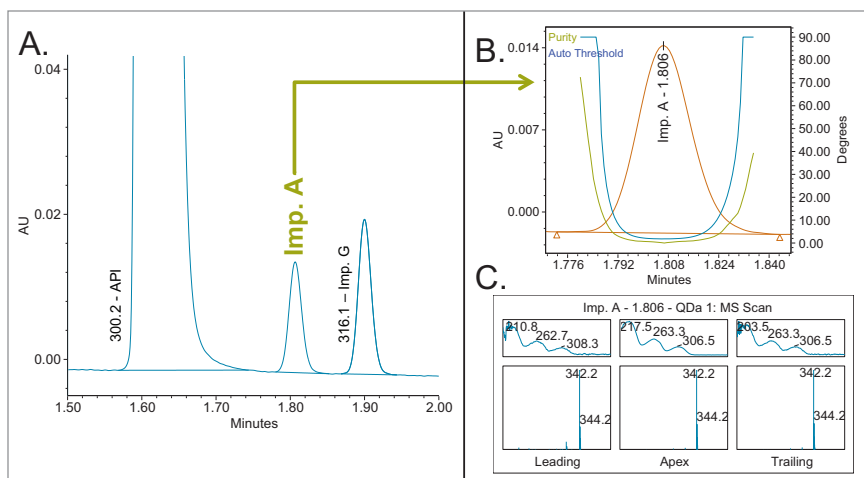 A.
0.04
0.02
0.00
AU
300.2 - API
Imp. A
316.1 – Imp. G
1.50 1.60 1.70 1.80 1.90 2.00
Minutes
B.
Purity
Auto Threshold
Imp. A - 1.806
0.014
0.007
0.000
AU
90.00
80.00
70.00
60.00
50.00
40.00
30.00
20.00
10.00
0.00
Degrees
1.776 1.792 1.808 1.824 1.840
Minutes
C.
Imp. A - 1.806 - QDa 1: MS Scan
210.8 262.7 308.3
217.5 263.3 306.5
263.3 306.5
342.2 342.2 342.2
344.2 344.2 344.2
Leading Apex Trailing